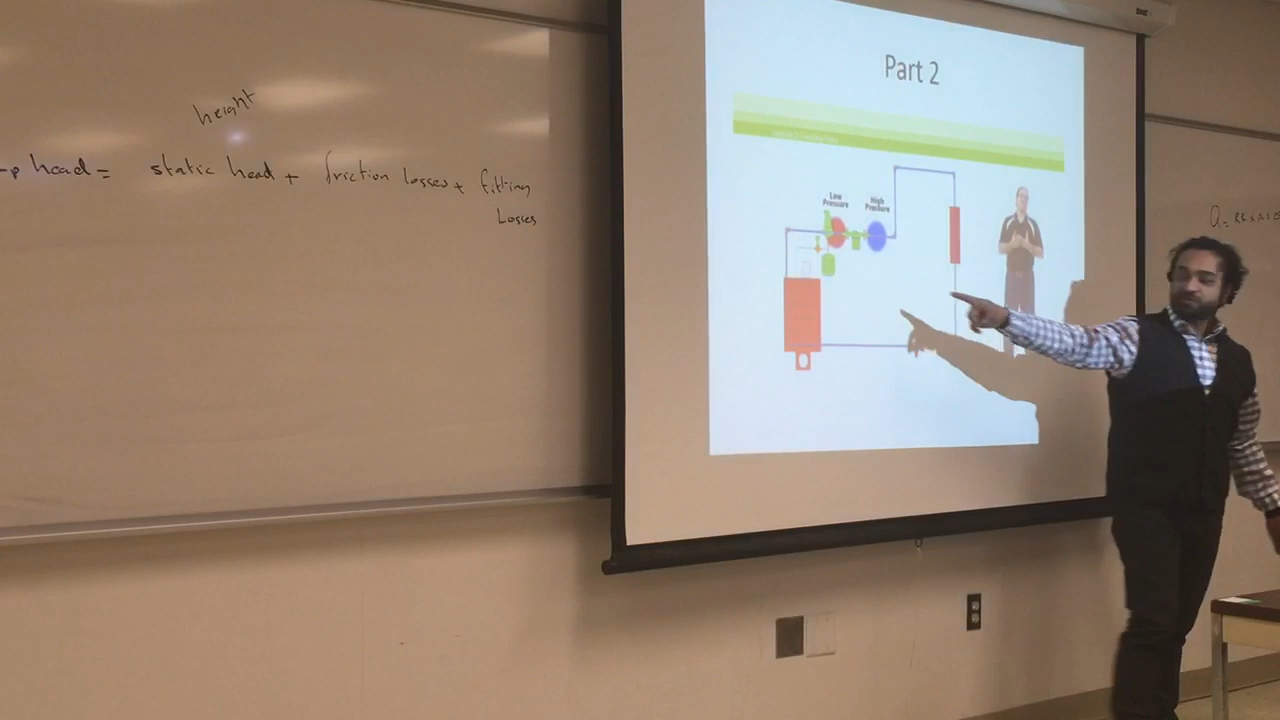 height
head = static head + friction losses + fitting
Losses
Part 2
Low
Pressure
High
Pressure
Q=